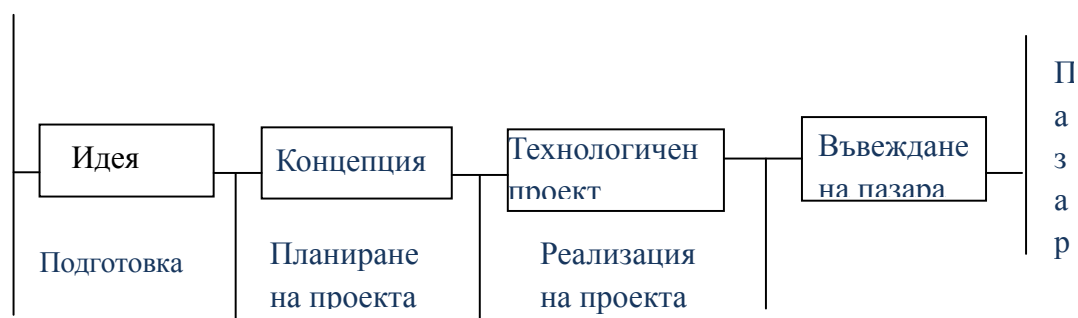 Идея
Концепция
Технологичен
проект
Въвеждане
на пазара
П
а
з
а
р
Подготовка
Планиране
на проекта
Реализация
на проекта